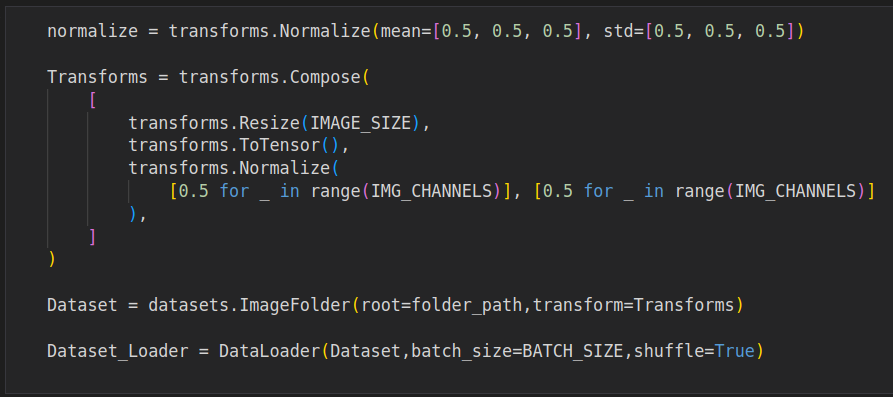 normalize = transforms.Normalize(mean=[0.5, 0.5, 0.5], std=[0.5, 0.5, 0.5])
Transforms = transforms.Compose(
[
transforms.Resize(IMAGE_SIZE),
transforms.ToTensor(),
transforms.Normalize(
[0.5 for _ in range(IMG_CHANNELS)], [0.5 for _ in range(IMG_CHANNELS)]
),
]
)
Dataset = datasets.ImageFolder(root=folder_path,transform=Transforms)
Dataset_Loader = DataLoader(Dataset,batch_size=BATCH_SIZE,shuffle=True)